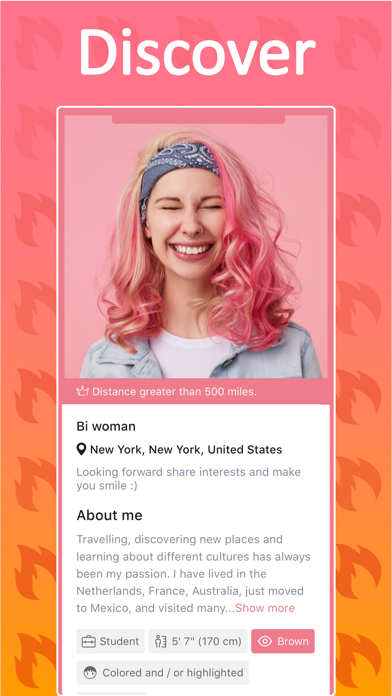 Discover
Distance greater than 500 miles.
Bi woman
New York, New York, United States
Looking forward share interests and make
you smile :)
About me
Travelling, discovering new places and
learning about different cultures has always
been my passion. I have lived in the
Netherlands, France, Australia, just moved
to Mexico, and visited many...Show more
Student 5' 7" (170 cm) Brown
Colored and / or highlighted